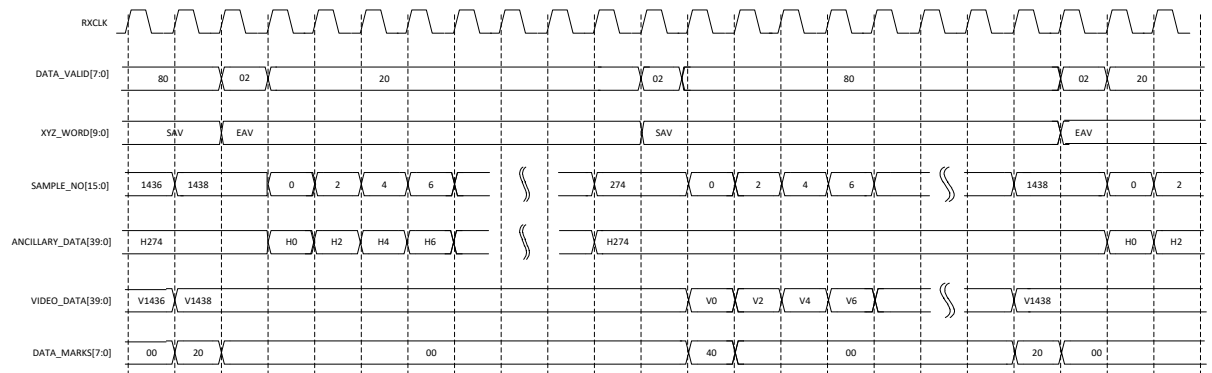 RXCLK
DATA_VALID[7:0] 80 02 20 02 80 02 20
XYZ_WORD[9:0] SAV EAV SAV EAV
SAMPLE_NO[15:0] 1436 1438 0 2 4 6 274 0 2 4 6 1438 0 2
ANCILLARY_DATA[39:0] H274 H0 H2 H4 H6 H274 H0 H2
VIDEO_DATA[39:0] V1436 V1438 V0 V2 V4 V6 V1438
DATA_MARKS[7:0] 00 20 00 40 00 20 00